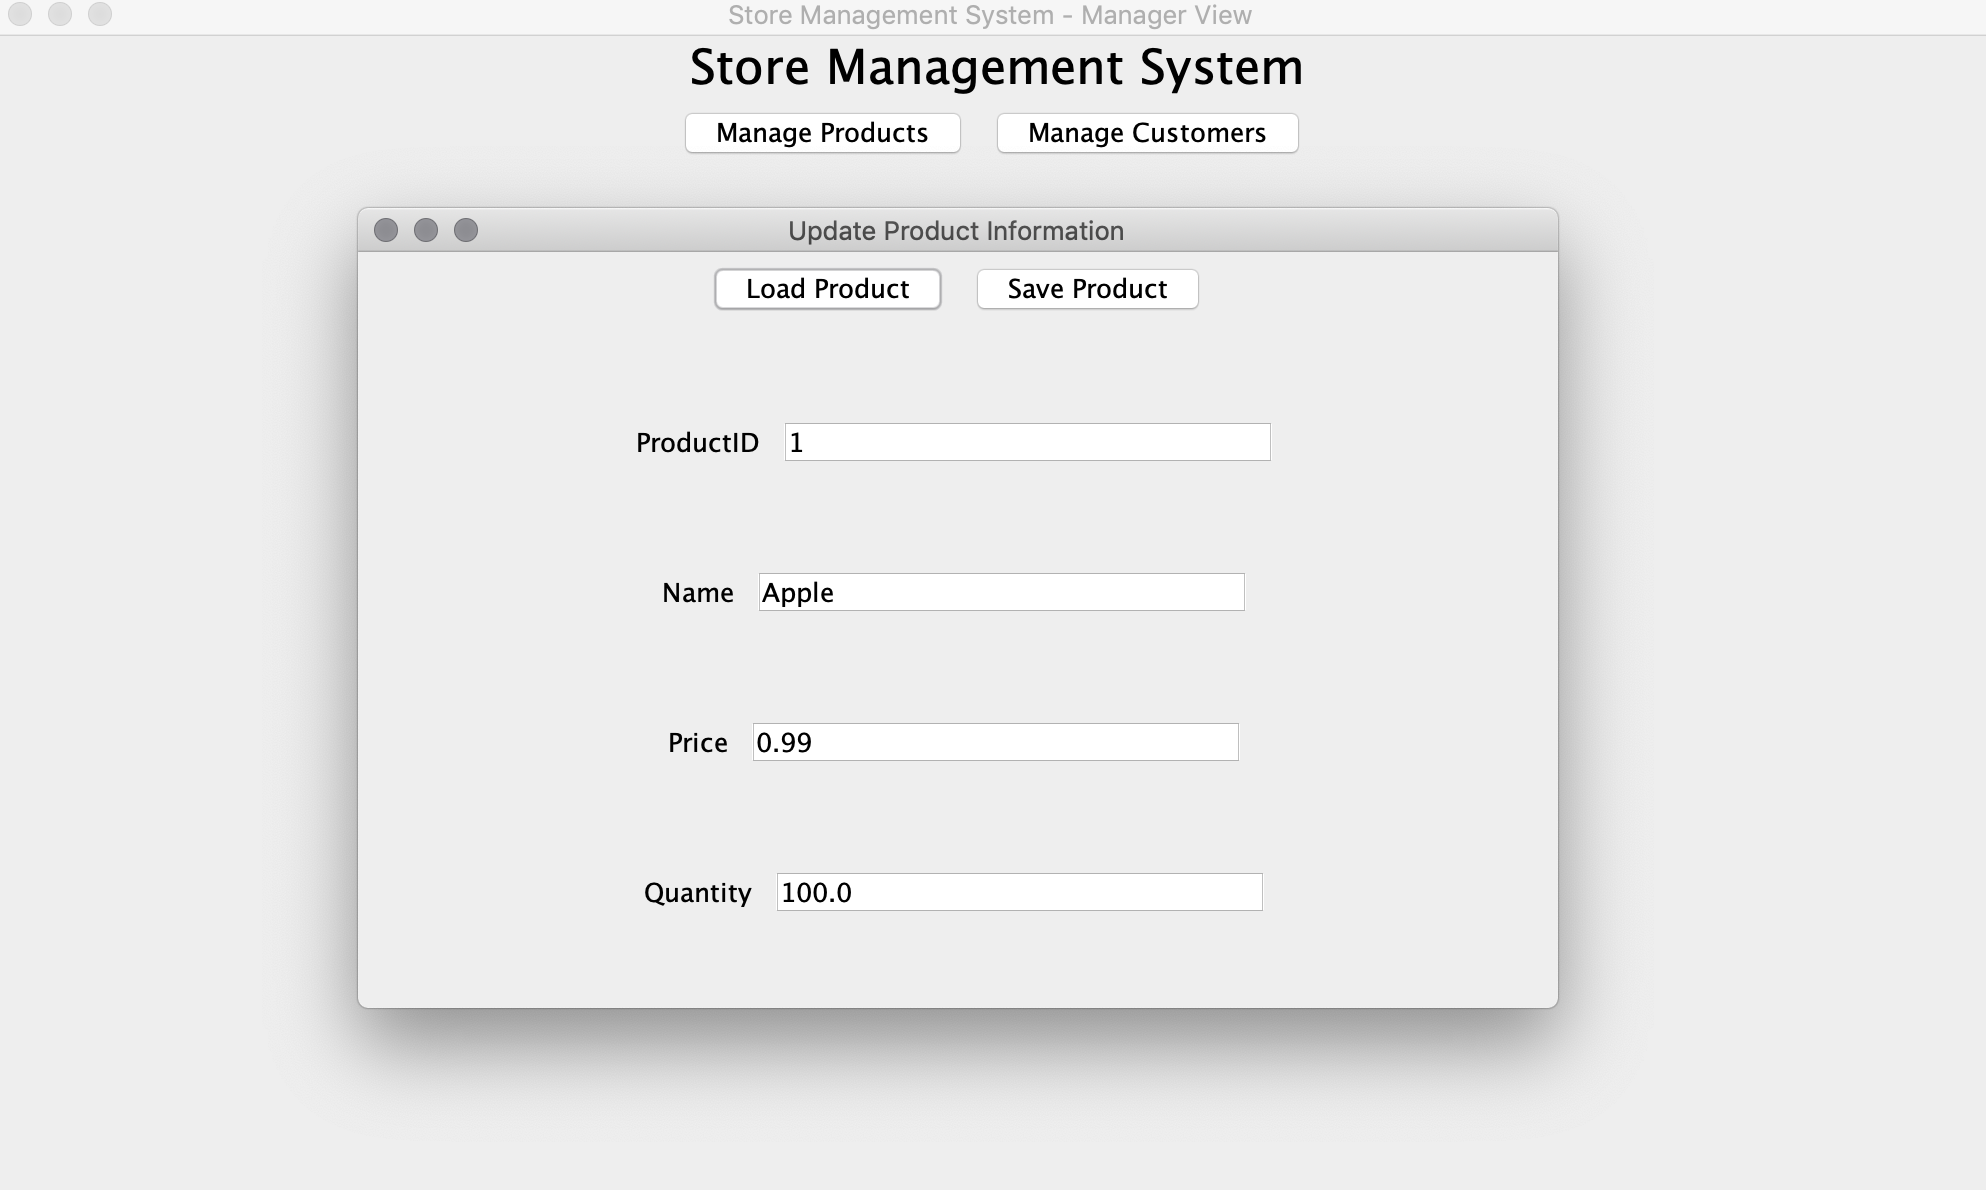 Store Management System - Manager View
Store Management System
Manage Products Manage Customers
Update Product Information
Load Product Save Product
ProductID 1
Name Apple
Price 0.99
Quantity 100.0